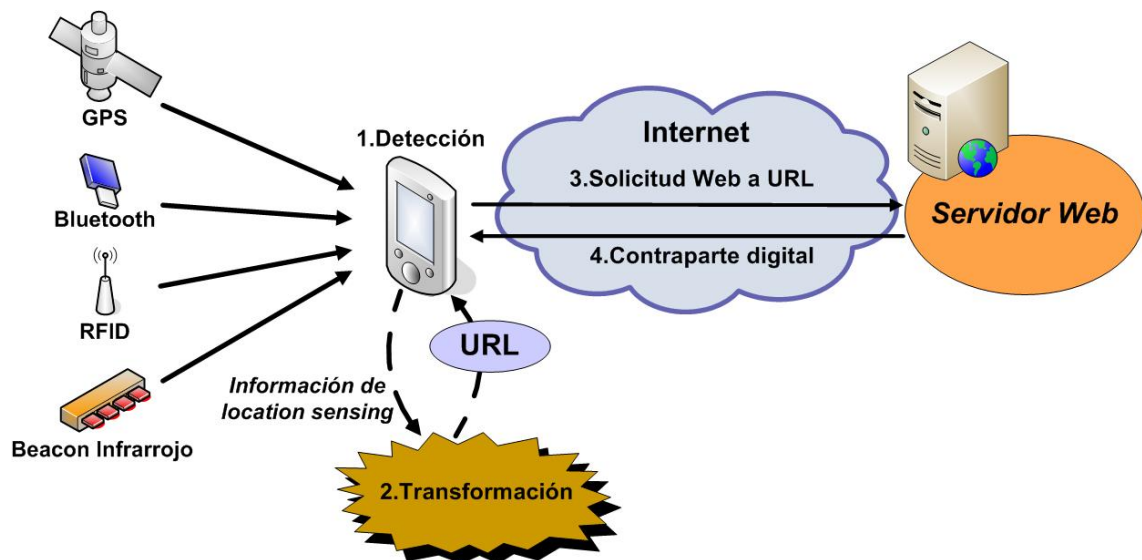 GPS
Bluetooth
RFID
Beacon Infrarrojo
1.Detección
Internet
3.Solicitud Web a URL
4.Contraparte digital
Servidor Web
URL
Información de
location sensing
2.Transformación